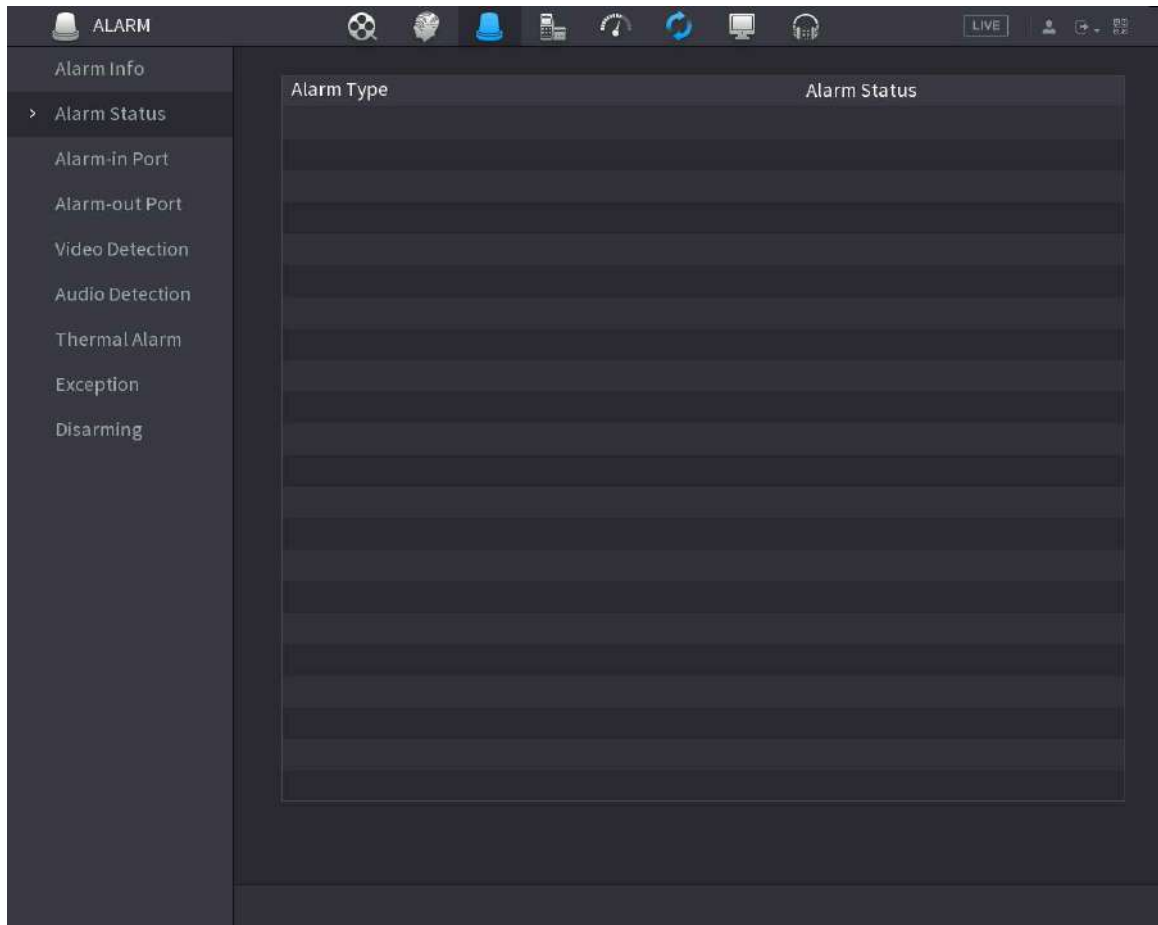 ALARM
LIVE
Alarm Info
Alarm Status
Alarm-in Port
Alarm-out Port
Video Detection
Audio Detection
Thermal Alarm
Exception
Disarming
Alarm Type Alarm Status